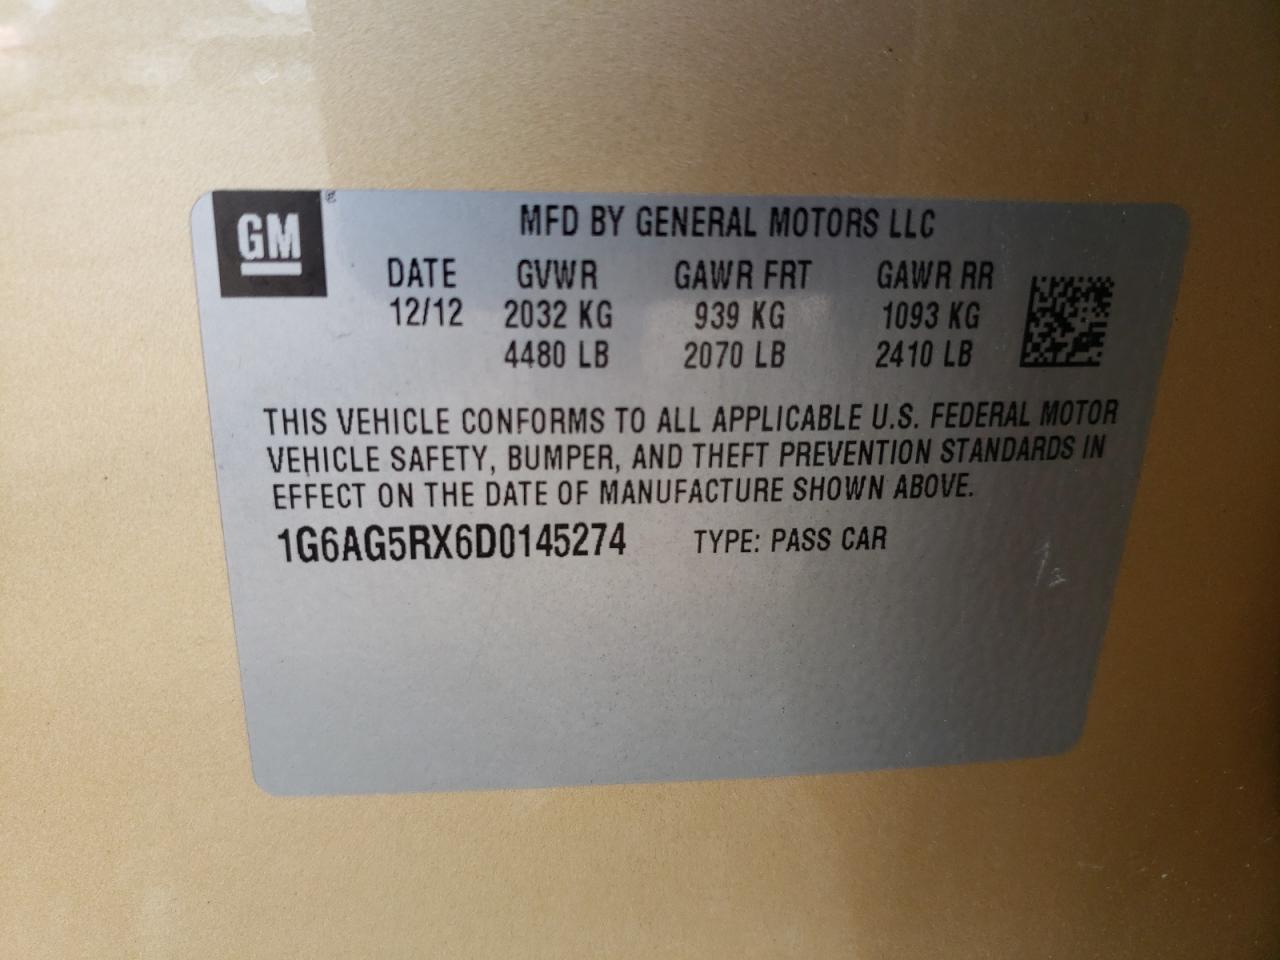 GM®
MFD BY GENERAL MOTORS LLC
DATE GVWR GAWR FRT GAWR RR
12/12 2032 KG 939 KG 1093 KG
4480 LB 2070 LB 2410 LB
THIS VEHICLE CONFORMS TO ALL APPLICABLE U.S. FEDERAL MOTOR
VEHICLE SAFETY, BUMPER, AND THEFT PREVENTION STANDARDS IN
EFFECT ON THE DATE OF MANUFACTURE SHOWN ABOVE.
1G6AG5RX6D0145274 TYPE: PASS CAR